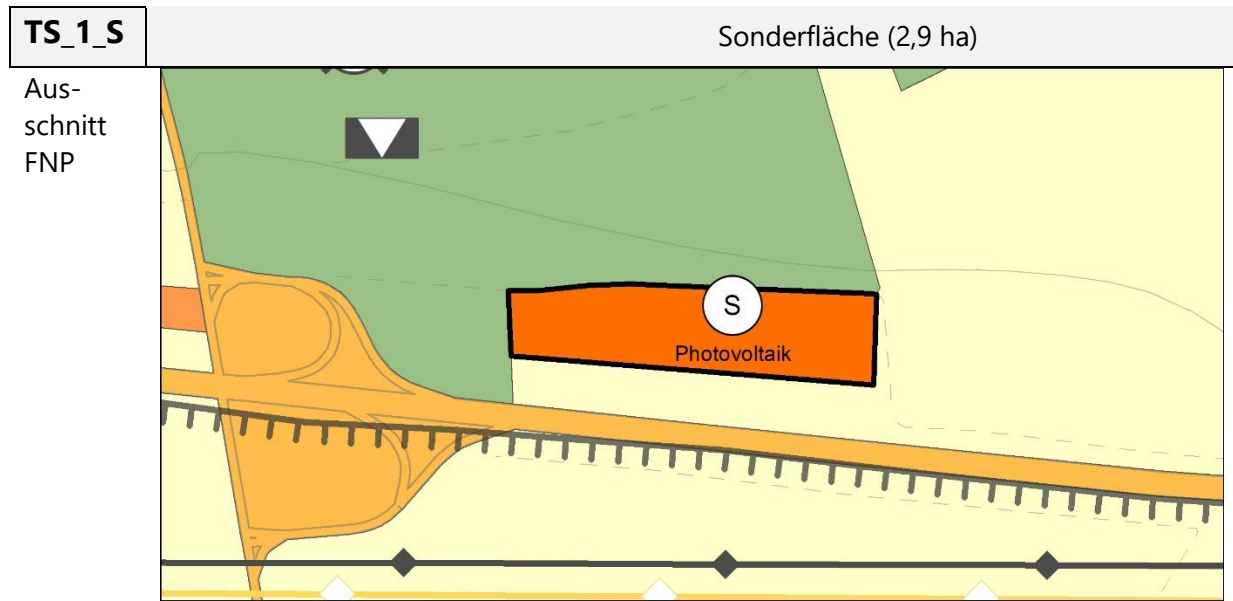 TS_1_S
Sonderfläche (2,9 ha)
Aus-
schnitt
FNP
S
Photovoltaik